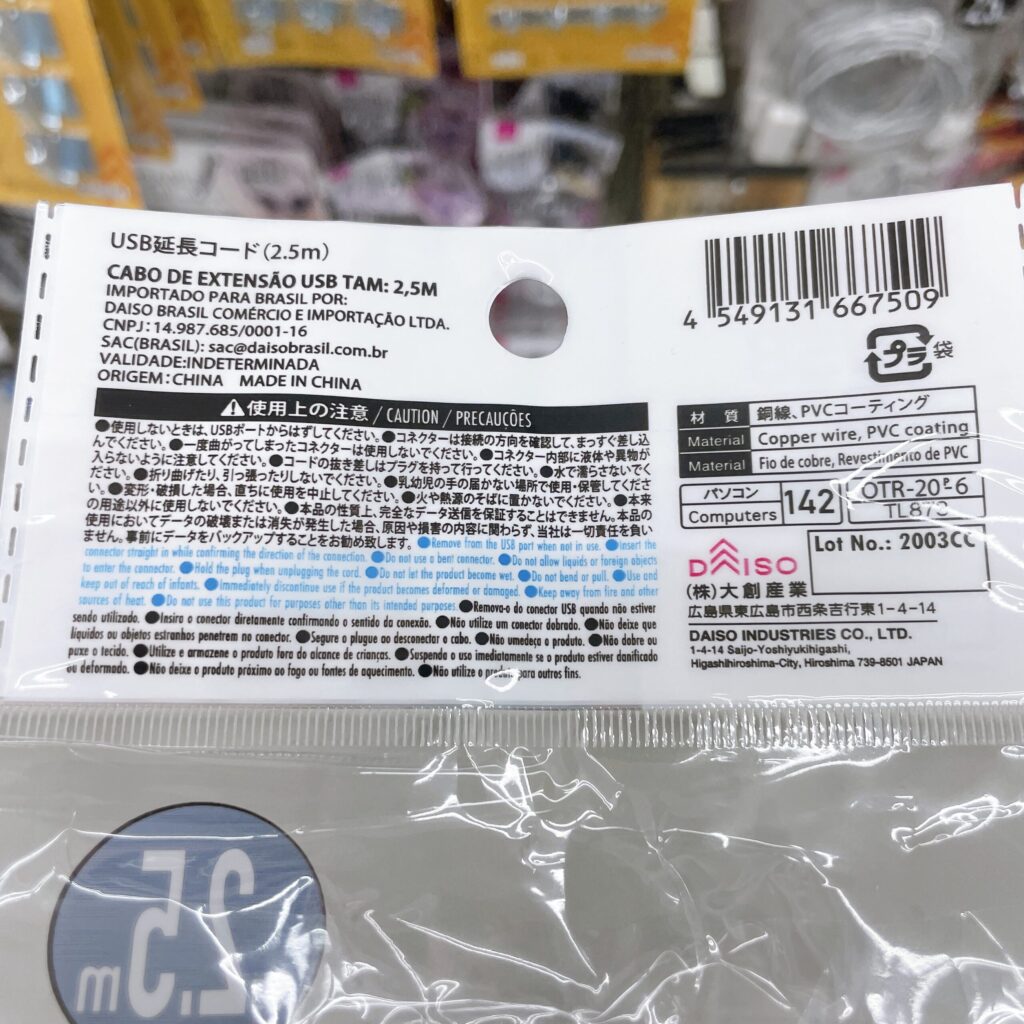 USB延長コード(2.5m)
CABO DE EXTENSÃO USB TAM: 2,5M
IMPORTADO PARA BRASIL POR:
DAISO BRASIL COMÉRCIO E IMPORTAÇÃO LTDA.
CNPJ:14.987.685/0001-16
SAC(BRASIL): sac@daisobrasil.com.br
VALIDADE:INDETERMINADA
ORIGEM:CHINA MADE IN CHINA
使用上の注意 / CAUTION / PRECAUÇÕES
●使用しないときは、USBポートからはずしてください。●コネクターは接続の方向を確認して、まっすぐ差し込
んでください。●一度曲がってしまったコネクターは使用しないでください。●コネクター内部に液体や異物が
入らないように注意してください。●コードの抜き差しはプラグを持って行ってください。●水で濡らさないでく
ださい。●折り曲げたり、引っ張ったりしないでください。●乳幼児の手の届かない場所で使用・保管してくださ
い。●変形・破損した場合、直ちに使用を中止してください。●火や熱源のそばに置かないでください。●本来
の用途以外に使用しないでください。●本品の性質上、完全なデータ送信を保証することはできません。本品の
使用においてデータの破壊または消失が発生した場合、原因や損害の内容に関わらず、当社は一切責任を負い
ません。事前にデータをバックアップすることをお勧め致します。●Remove from the USB port when not in use. ●Insert the
connector straight in while confirming the direction of the connection. ●Do not use a bent connector. ●Do not allow liquids or foreign objects
to enter the connector. ●Hold the plug when unplugging the cord. ●Do not let the product become wet. ●Do not bend or pull. ●Use and
keep out of reach of infants. ●Immediately discontinue use if the product becomes deformed or damaged. ●Keep away from fire and other
sources of heat. ●Do not use this product for purposes other than its intended purposes. ●Remova-o do conector USB quando não estiver
sendo utilizado. ●Insira o conector diretamente confirmando o sentido da conexão. ●Não utilize um conector dobrado. ●Não deixe que
líquidos ou objetos estranhos penetrem no conector. ●Segure o plugue ao desconectar o cabo. ●Não umedeça o produto. ●Não dobre ou
puxe o tecido. ●Utilize e armazene o produto fora do alcance de crianças. ●Suspenda o uso imediatamente se o produto estiver danificado
ou deformado. ●Não deixe o produto próximo ao fogo ou fontes de aquecimento. ●Não utilize o produto para outros fins.
4 549131 667509
プラ 袋
材質 銅線、PVCコーティング
Material Copper wire, PVC coating
Material Fio de cobre, Revestimento de PVC
パソコン
Computers
142
OTR-20 6
TL873
DAISO
Lot No.: 2003CC
(株)大創産業
広島県東広島市西条吉行東1-4-14
DAISO INDUSTRIES CO., LTD.
1-4-14 Saijo-Yoshiyukihigashi,
Higashihiroshima-City, Hiroshima 739-8501 JAPAN
2.5
m